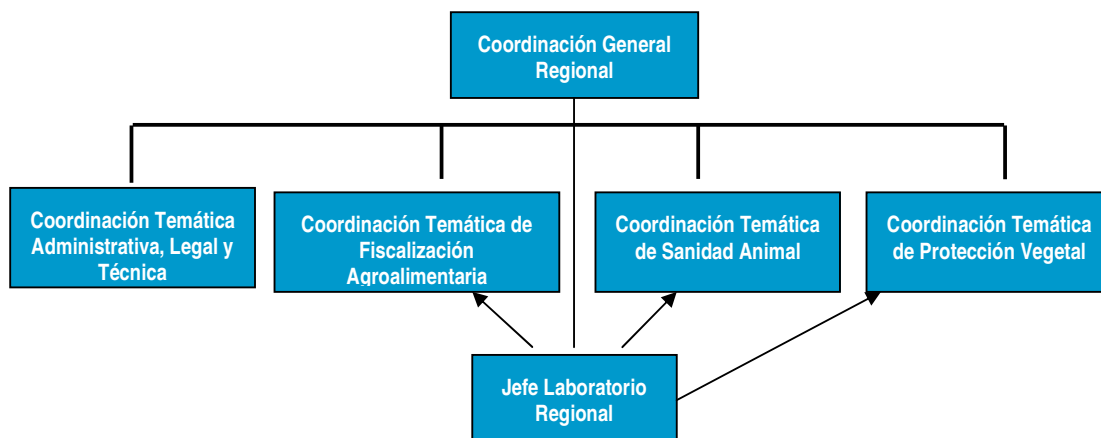 Coordinación General
Regional
Coordinación Temática
Administrativa, Legal y
Técnica
Coordinación Temática de
Fiscalización
Agroalimentaria
Coordinación Temática
de Sanidad Animal
Coordinación Temática
de Protección Vegetal
Jefe Laboratorio
Regional